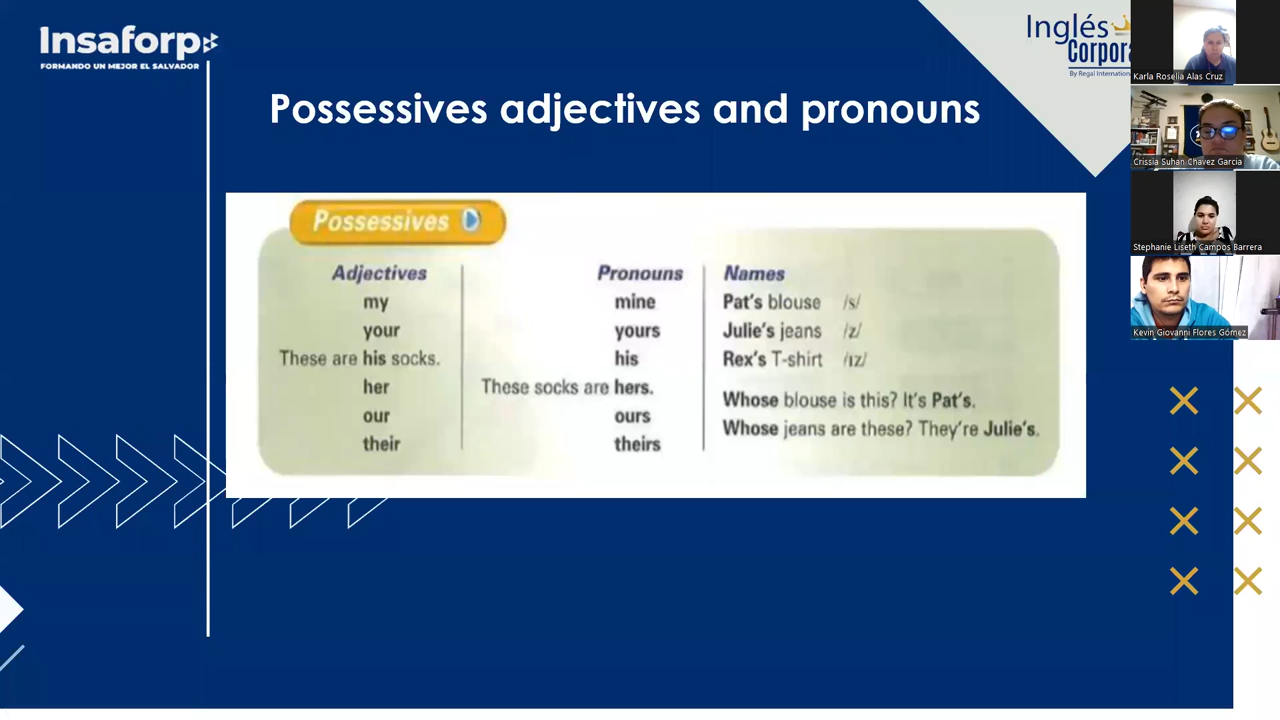 Insaforp
FORMANDO UN MEJOR EL SALVADOR
Inglés
Corpora
By Regal Internation
Possessives adjectives and pronouns
Possessives
Adjectives
my
your
These are his socks.
her
our
their
Pronouns
mine
yours
his
These socks are hers.
ours
theirs
Names
Pat's blouse /s/
Julie's jeans /z/
Rex's T-shirt /ɪz/
Whose blouse is this? It's Pat's.
Whose jeans are these? They're Julie's.
Karla Roselia Alas Cruz
Crissia Suhan Chavez Garcia
Stephanie Liseth Campos Barrera
Kevin Giovanni Flores Gómez